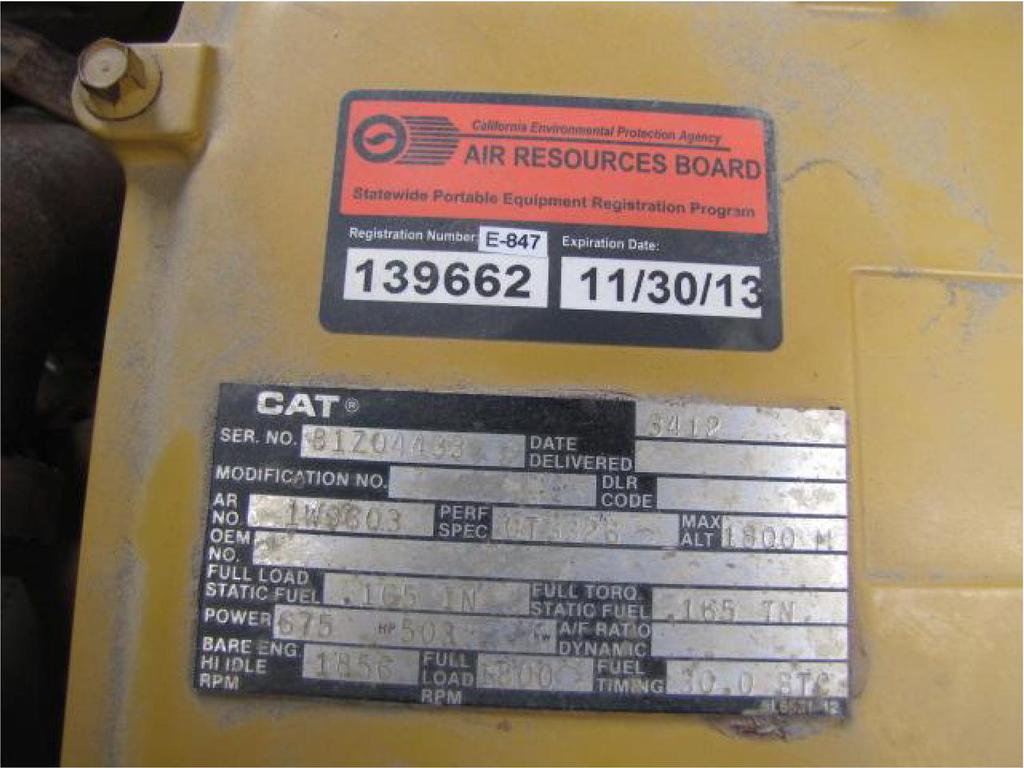 California Environmental Protection Agency
AIR RESOURCES BOARD
Statewide Portable Equipment Registration Program
Registration Number: E-847 Expiration Date:
139662 11/30/13
CAT®
3412
SER. NO. 81Z04433 DATE DELIVERED
MODIFICATION NO. DLR CODE
AR NO. 1W9803 PERF SPEC MAX ALT 1800 M
OEM NO.
FULL LOAD STATIC FUEL .165 IN FULL TORQ STATIC FUEL .165 IN.
POWER 675 HP 503 KW A/F RATIO DYNAMIC
BARE ENG. HI IDLE RPM 1856 FULL LOAD RPM 1800 FUEL TIMING 30.0 STC